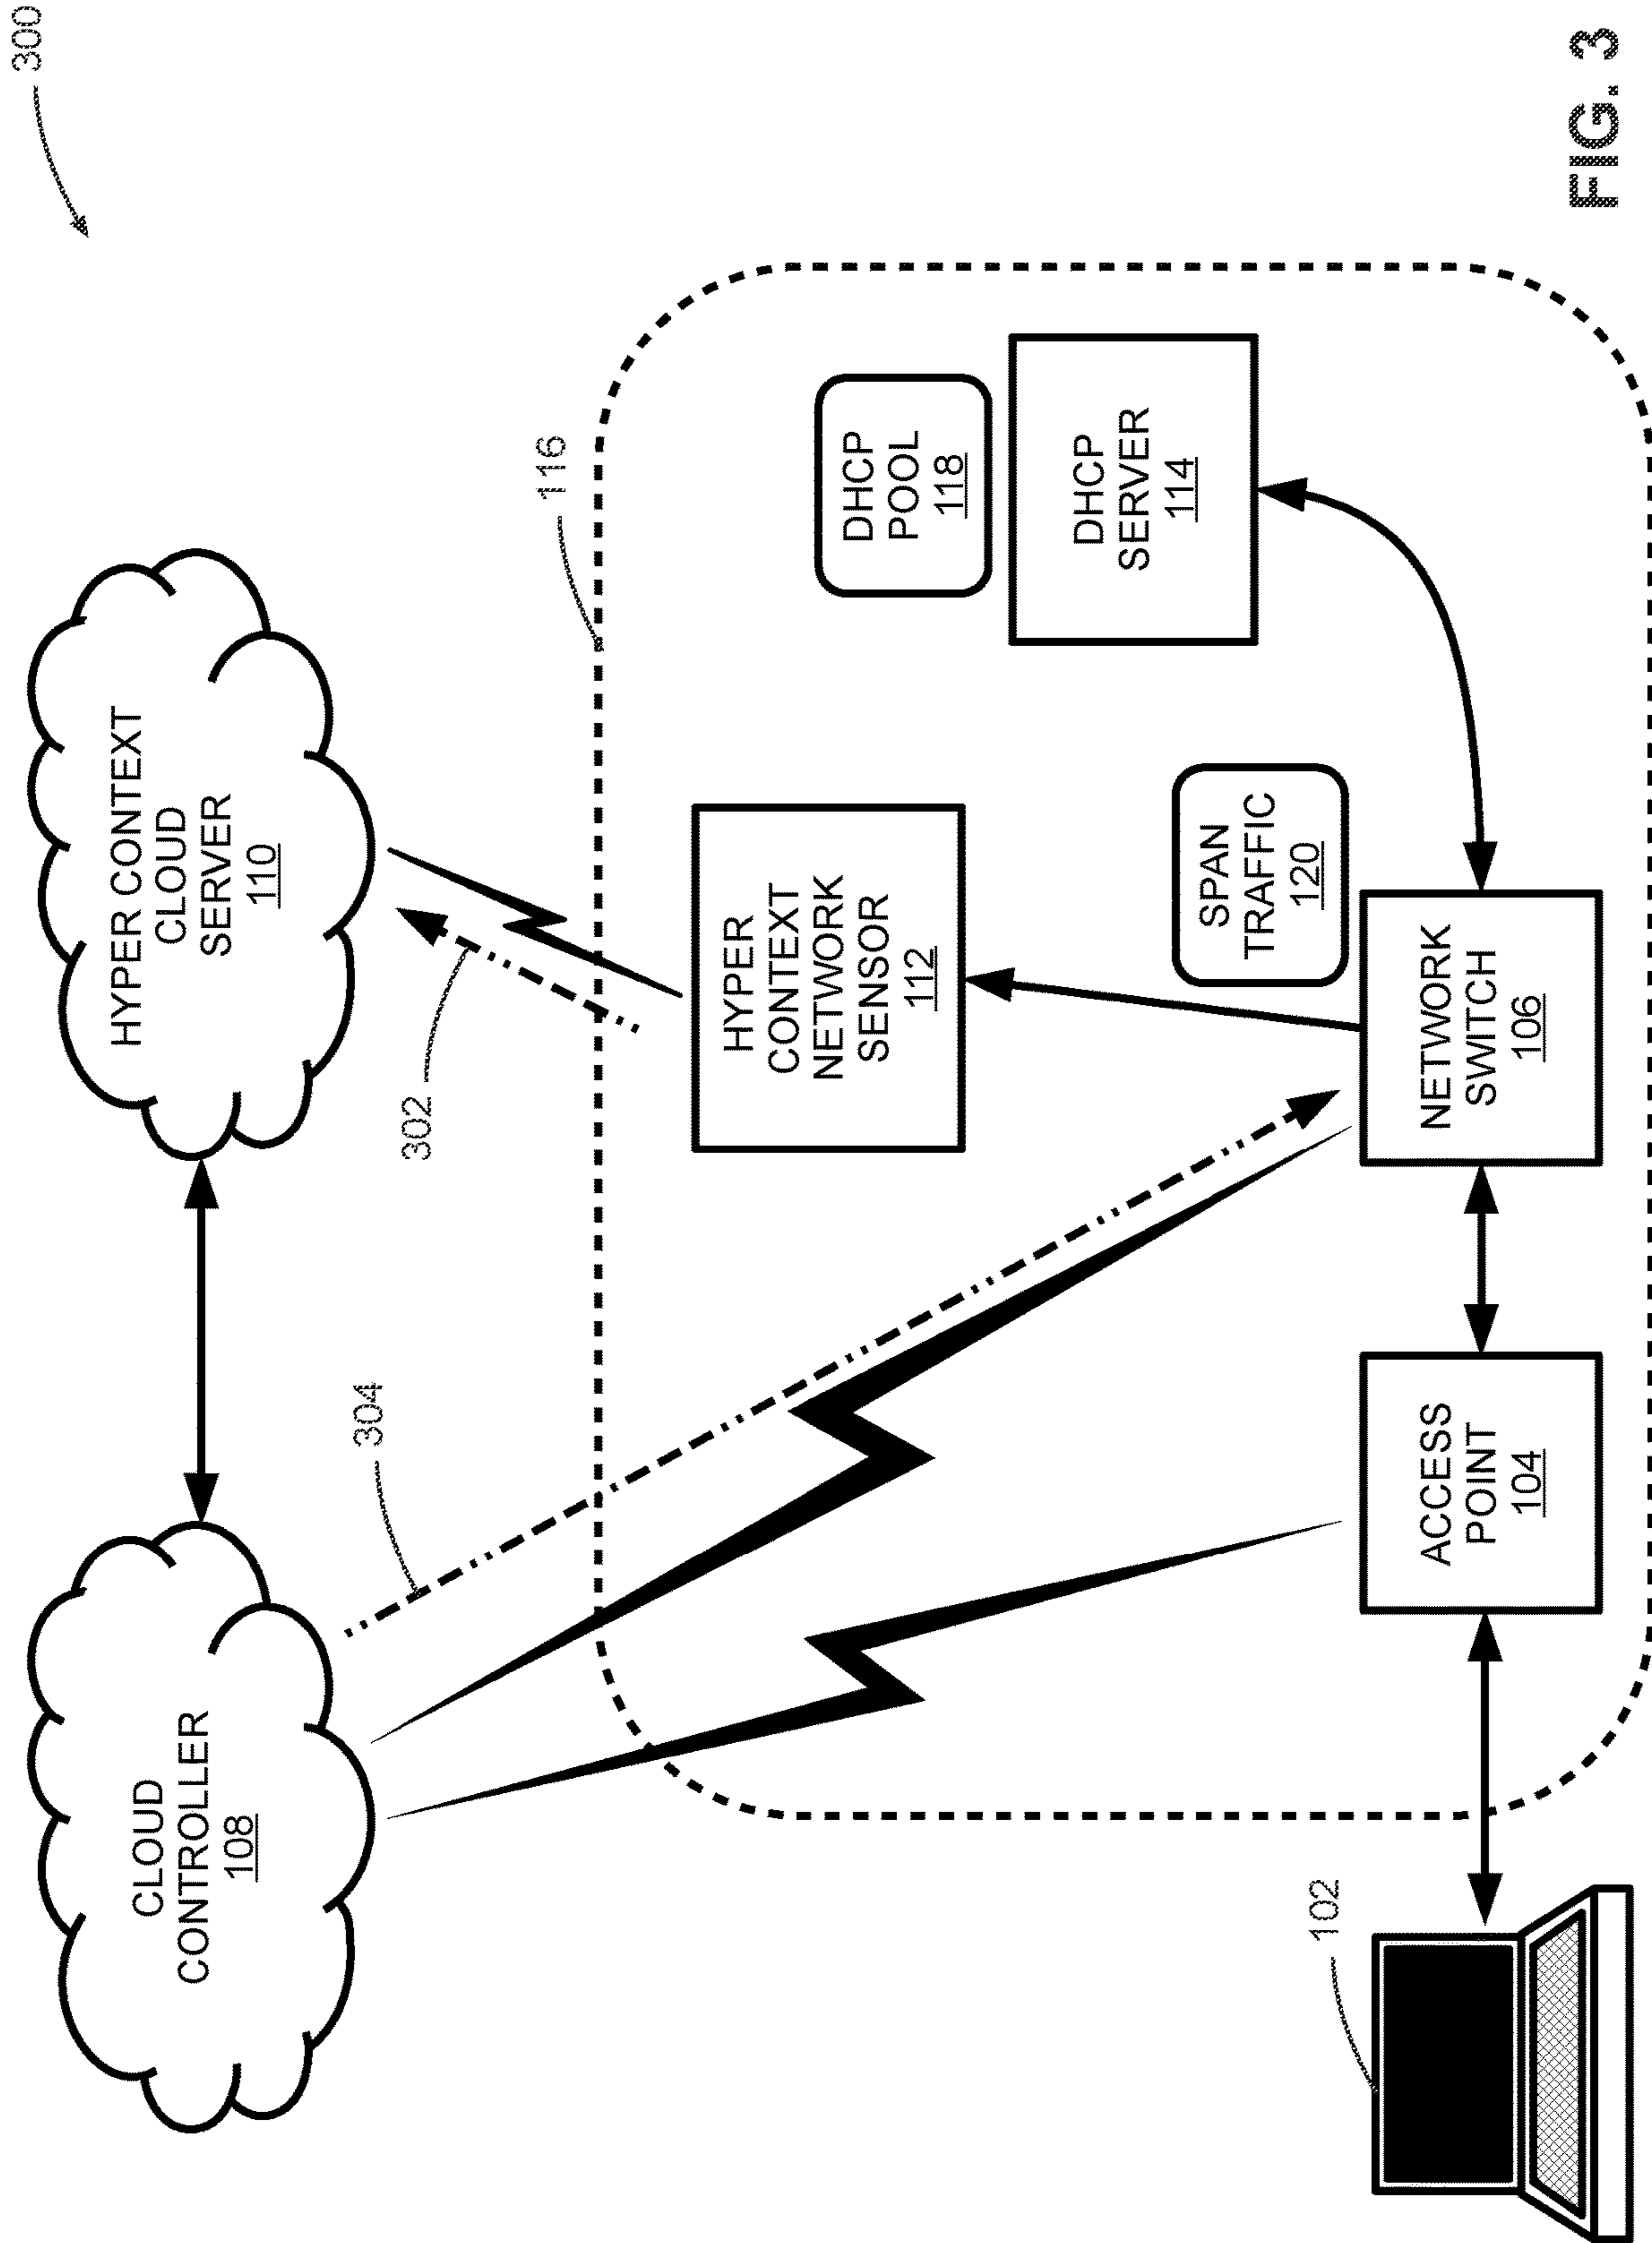 300
HYPER CONTEXT
CLOUD
SERVER
110
CLOUD
CONTROLLER
108
304
302
116
HYPER
CONTEXT
NETWORK
SENSOR
112
DHCP
POOL
118
DHCP
SERVER
114
SPAN
TRAFFIC
120
102
ACCESS
POINT
104
NETWORK
SWITCH
106
FIG. 3